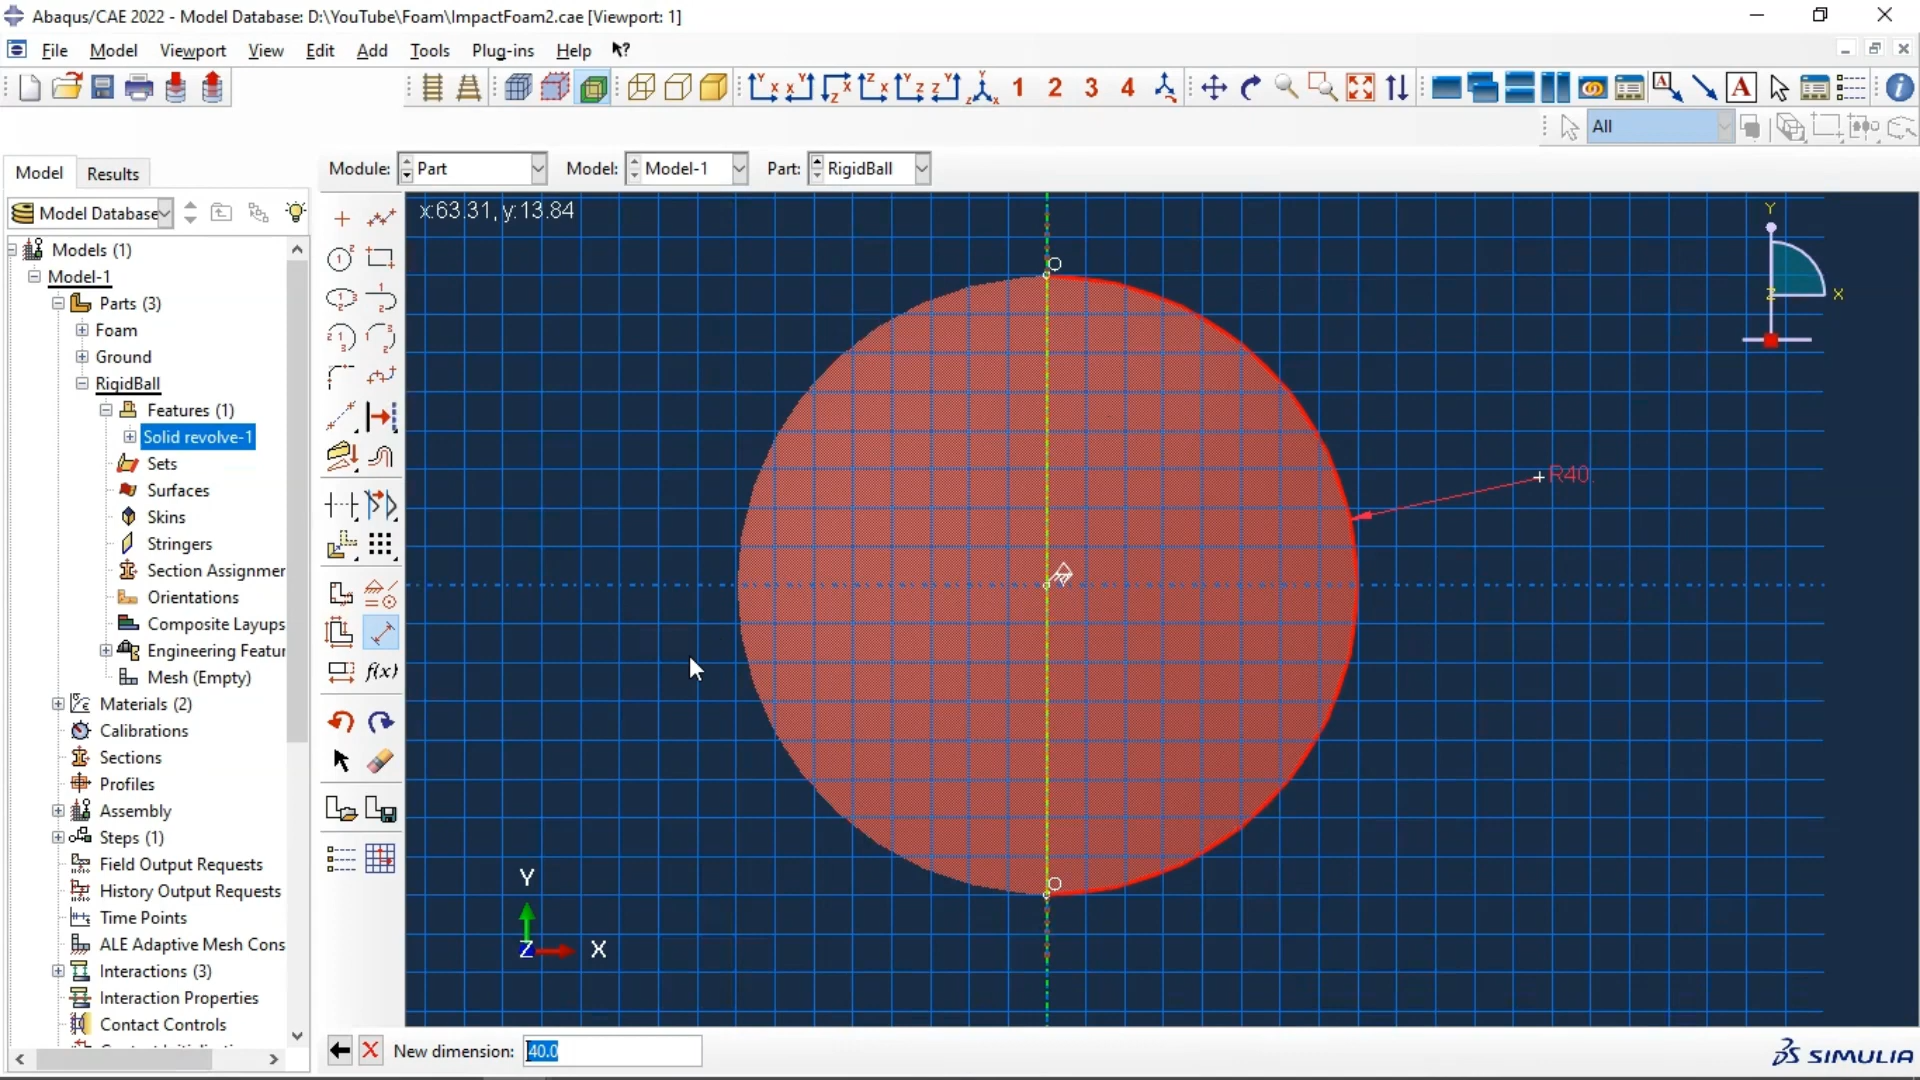 Abaqus/CAE 2022 - Model Database: D:\YouTube\Foam\ImpactFoam2.cae [Viewport: 1]
File Model Viewport View Edit Add Tools Plug-ins Help
1 2 3 4
All
Model Results
Module: Part Model: Model-1 Part: RigidBall
Model Database
x:63.31, y:13.84
Models (1)
Model-1
Parts (3)
Foam
Ground
RigidBall
Features (1)
Solid revolve-1
Sets
Surfaces
Skins
Stringers
Section Assignmer
Orientations
Composite Layups
Engineering Featur
Mesh (Empty)
Materials (2)
Calibrations
Sections
Profiles
Assembly
Steps (1)
Field Output Requests
History Output Requests
Time Points
ALE Adaptive Mesh Cons
Interactions (3)
Interaction Properties
Contact Controls
f(x)
R40.
Y
Z
X
Y
Z
X
New dimension: 40.0
SIMULIA